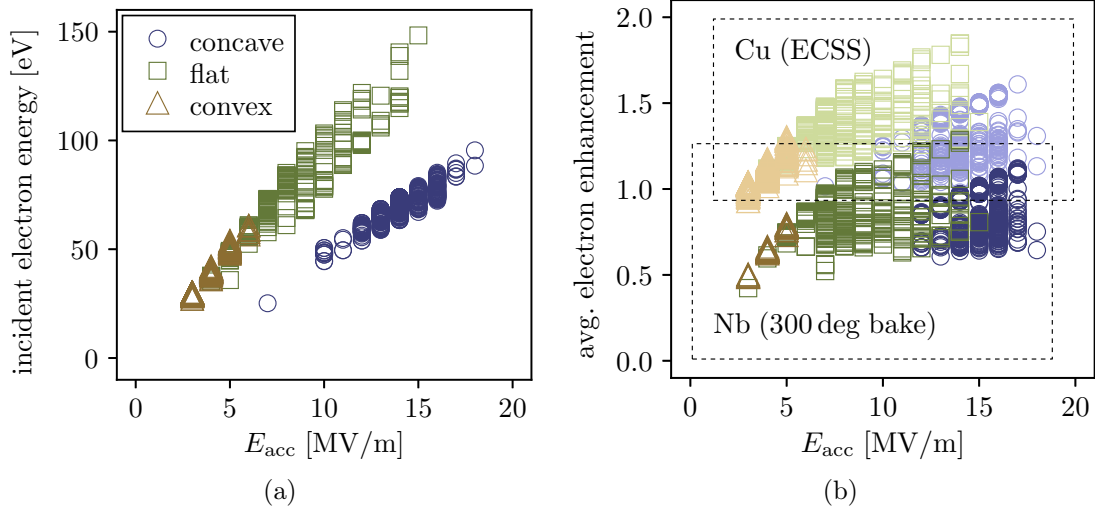 150
100
50
0
incident electron energy [eV]
concave
flat
convex
0 5 10 15 20
E_acc [MV/m]
(a)
2.0
1.5
1.0
0.5
0.0
avg. electron enhancement
Cu (ECSS)
Nb (300 deg bake)
0 5 10 15 20
E_acc [MV/m]
(b)